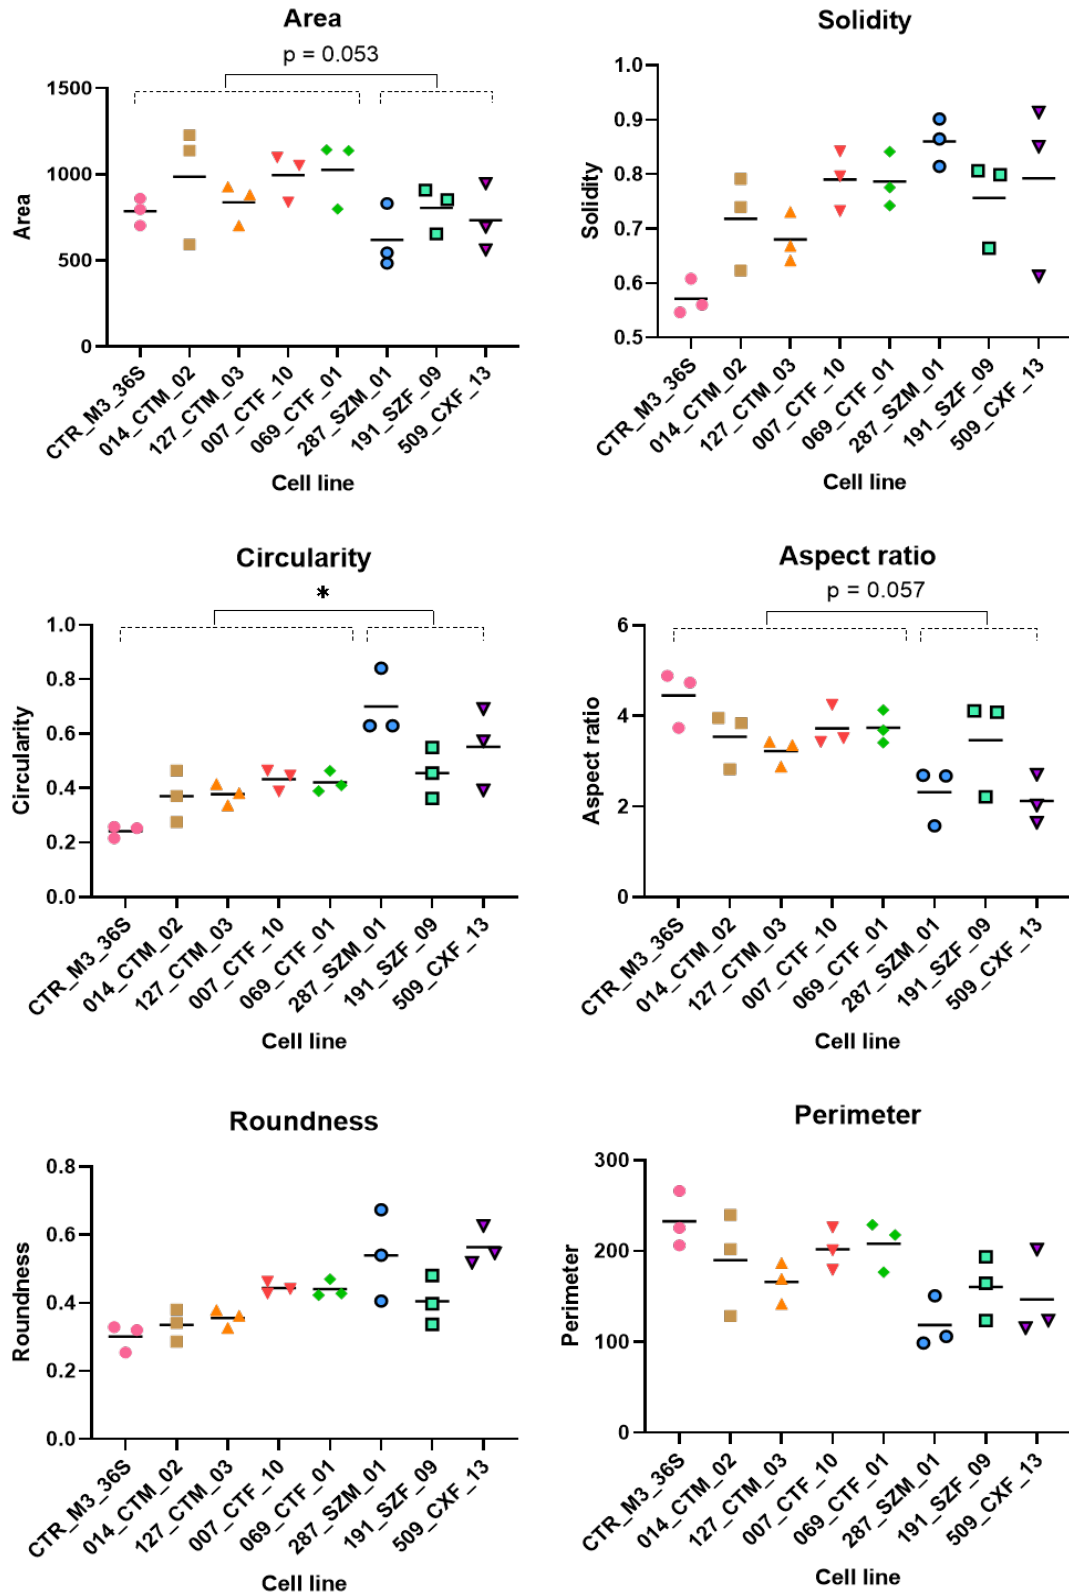 Area
p = 0.053
1500
1000
500
0
Area
CTR_M3_36S
014_CTM_02
127_CTM_03
007_CTF_10
069_CTF_01
287_SZM_01
191_SZF_09
509_CXF_13
Cell line
Solidity
1.0
0.9
0.8
0.7
0.6
0.5
Solidity
CTR_M3_36S
014_CTM_02
127_CTM_03
007_CTF_10
069_CTF_01
287_SZM_01
191_SZF_09
509_CXF_13
Cell line
Circularity
*
1.0
0.8
0.6
0.4
0.2
0.0
Circularity
CTR_M3_36S
014_CTM_02
127_CTM_03
007_CTF_10
069_CTF_01
287_SZM_01
191_SZF_09
509_CXF_13
Cell line
Aspect ratio
p = 0.057
6
4
2
0
Aspect ratio
CTR_M3_36S
014_CTM_02
127_CTM_03
007_CTF_10
069_CTF_01
287_SZM_01
191_SZF_09
509_CXF_13
Cell line
Roundness
0.8
0.6
0.4
0.2
0.0
Roundness
CTR_M3_36S
014_CTM_02
127_CTM_03
007_CTF_10
069_CTF_01
287_SZM_01
191_SZF_09
509_CXF_13
Cell line
Perimeter
300
200
100
0
Perimeter
CTR_M3_36S
014_CTM_02
127_CTM_03
007_CTF_10
069_CTF_01
287_SZM_01
191_SZF_09
509_CXF_13
Cell line